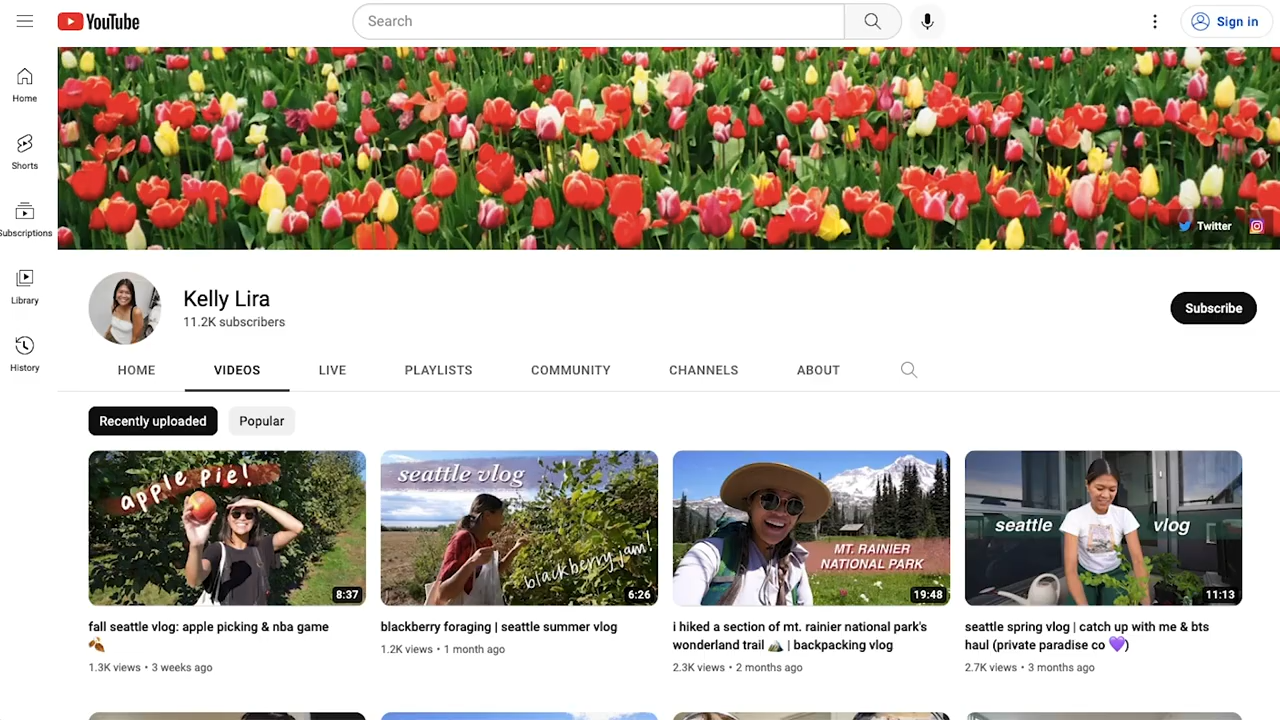 YouTube
Search
Sign in
Home
Shorts
Subscriptions
Library
History
Twitter
Kelly Lira
11.2K subscribers
Subscribe
HOME VIDEOS LIVE PLAYLISTS COMMUNITY CHANNELS ABOUT
Recently uploaded Popular
apple pie!
8:37
fall seattle vlog: apple picking & nba game
🍂
1.3K views • 3 weeks ago
seattle vlog
blackberry jam!
6:26
blackberry foraging | seattle summer vlog
1.2K views • 1 month ago
MT. RAINIER
NATIONAL PARK
19:48
i hiked a section of mt. rainier national park's
wonderland trail 🏔️ | backpacking vlog
2.3K views • 2 months ago
seattle vlog
11:13
seattle spring vlog | catch up with me & bts
haul (private paradise co 💜)
2.7K views • 3 months ago